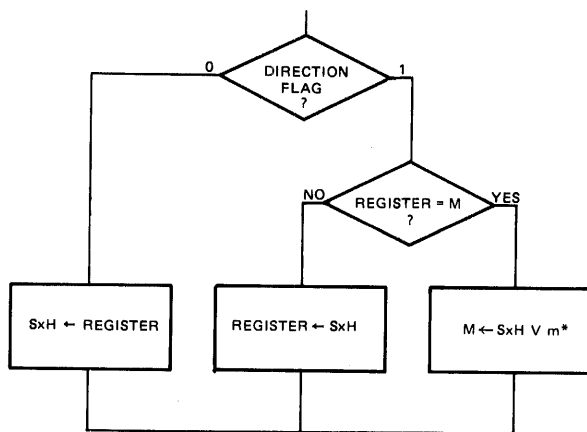 DIRECTION
FLAG
?
0
1
REGISTER = M
?
NO
YES
SxH ← REGISTER
REGISTER ← SxH
M ← SxH V m*